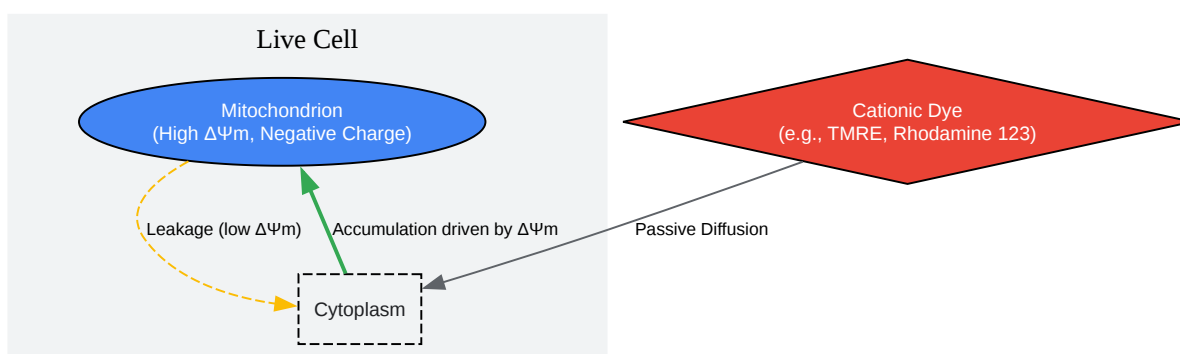 Live Cell
Mitochondrion
(High ΔΨm, Negative Charge)
Cationic Dye
(e.g., TMRE, Rhodamine 123)
Leakage (low ΔΨm)
Accumulation driven by ΔΨm
Passive Diffusion
Cytoplasm